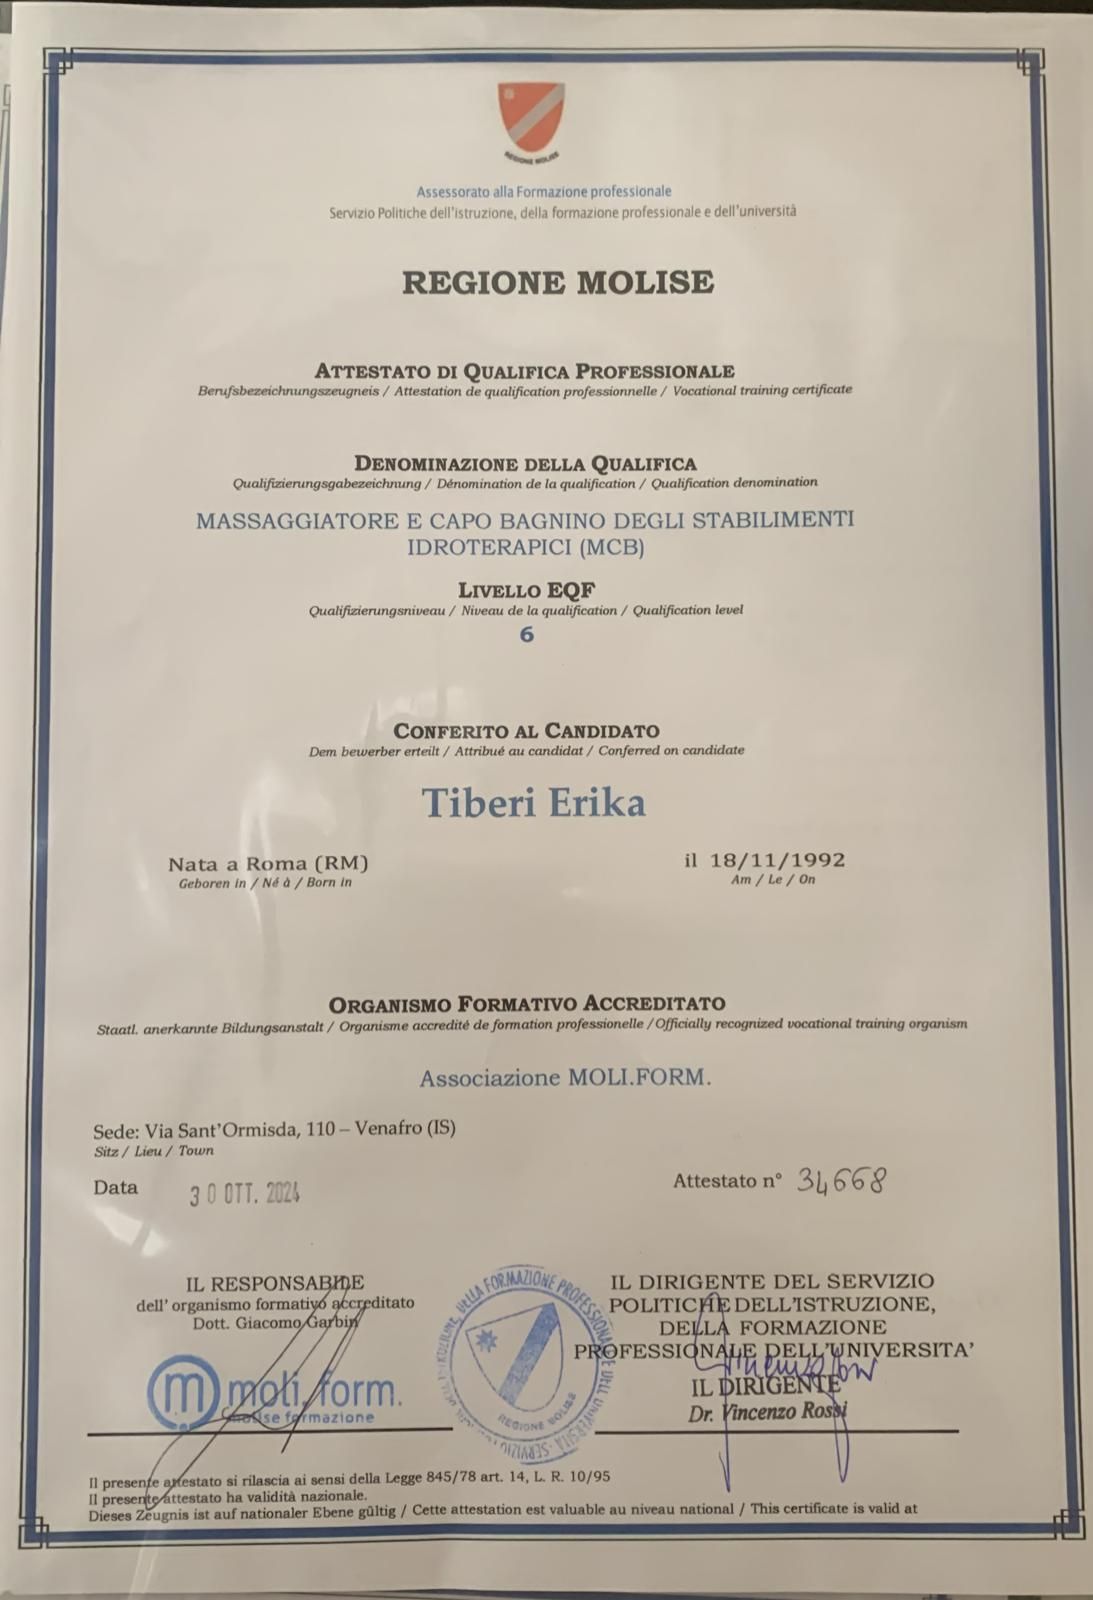 REGIONE MOLISE
Assessorato alla Formazione professionale
Servizio Politiche dell'istruzione, della formazione professionale e dell'università
REGIONE MOLISE
ATTESTATO DI QUALIFICA PROFESSIONALE
Berufsbezeichnungszeugneis / Attestation de qualification professionnelle / Vocational training certificate
DENOMINAZIONE DELLA QUALIFICA
Qualifizierungsgabezeichnung / Dénomination de la qualification / Qualification denomination
MASSAGGIATORE E CAPO BAGNINO DEGLI STABILIMENTI
IDROTERAPICI (MCB)
LIVELLO EQF
Qualifizierungsniveau / Niveau de la qualification / Qualification level
6
CONFERITO AL CANDIDATO
Dem bewerber erteilt / Attribué au candidat / Conferred on candidate
Tiberi Erika
Nata a Roma (RM) il 18/11/1992
Geboren in / Né à / Born in Am / Le / On
ORGANISMO FORMATIVO ACCREDITATO
Staatl. anerkannte Bildungsanstalt / Organisme accredité de formation professionelle / Officially recognized vocational training organism
Associazione MOLI.FORM.
Sede: Via Sant'Ormisda, 110 – Venafro (IS)
Sitz / Lieu / Town
Data 30 OTT. 2024 Attestato n° 34668
IL RESPONSABILE
dell' organismo formativo accreditato
Dott. Giacomo Garbin
moli.form.
molise formazione
DELLA FORMAZIONE PROFESSIONALE DELL'UNIVERSITA' - SERVIZIO
REGIONE MOLISE
IL DIRIGENTE DEL SERVIZIO
POLITICHE DELL'ISTRUZIONE,
DELLA FORMAZIONE
PROFESSIONALE DELL'UNIVERSITA'
IL DIRIGENTE
Dr. Vincenzo Rossi
Il presente attestato si rilascia ai sensi della Legge 845/78 art. 14, L. R. 10/95
Il presente attestato ha validità nazionale.
Dieses Zeugnis ist auf nationaler Ebene gültig / Cette attestation est valuable au niveau national / This certificate is valid at